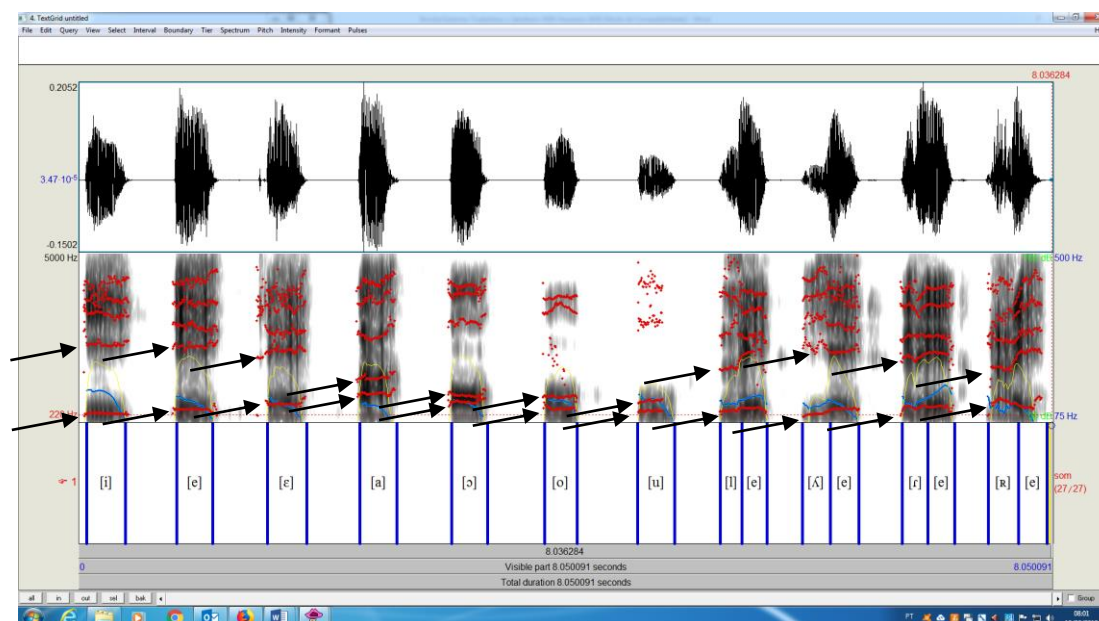 4. TextGrid untitled
File Edit Query View Select Interval Boundary Tier Spectrum Pitch Intensity Formant Pulses
8.036284
0.2052
3.47·10⁻⁵
-0.1502
5000 Hz
500 Hz
220 Hz
75 Hz
1
[i] [e] [ɛ] [a] [ɔ] [o] [u] [l] [e] [ʎ] [e] [ɾ] [e] [ʀ] [e]
som
(27/27)
8.036284
0 Visible part 8.050091 seconds 8.050091
Total duration 8.050091 seconds
all in out sel bak Group
PT 08:01